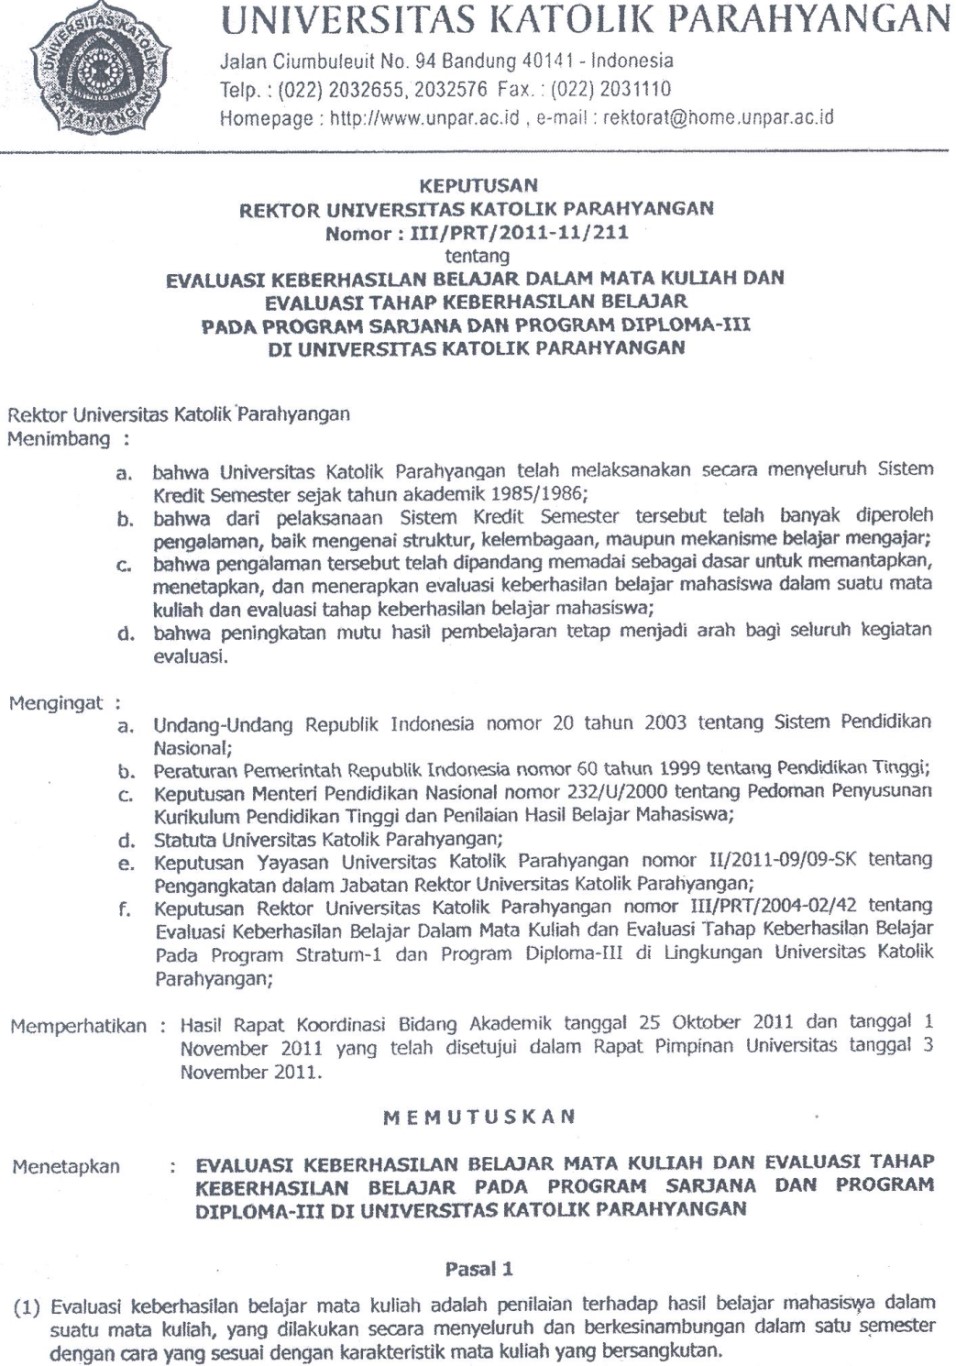 UNIVERSITAS KATOLIK PARAHYANGAN
UNIVERSITAS KATOLIK PARAHYANGAN
Jalan Ciumbuleuit No. 94 Bandung 40141 - Indonesia
Telp. : (022) 2032655, 2032576 Fax. : (022) 2031110
Homepage : http://www.unpar.ac.id , e-mail : rektorat@home.unpar.ac.id
KEPUTUSAN
REKTOR UNIVERSITAS KATOLIK PARAHYANGAN
Nomor : III/PRT/2011-11/211
tentang
EVALUASI KEBERHASILAN BELAJAR DALAM MATA KULIAH DAN
EVALUASI TAHAP KEBERHASILAN BELAJAR
PADA PROGRAM SARJANA DAN PROGRAM DIPLOMA-III
DI UNIVERSITAS KATOLIK PARAHYANGAN
Rektor Universitas Katolik Parahyangan
Menimbang :
a. bahwa Universitas Katolik Parahyangan telah melaksanakan secara menyeluruh Sistem
Kredit Semester sejak tahun akademik 1985/1986;
b. bahwa dari pelaksanaan Sistem Kredit Semester tersebut telah banyak diperoleh
pengalaman, baik mengenai struktur, kelembagaan, maupun mekanisme belajar mengajar;
c. bahwa pengalaman tersebut telah dipandang memadai sebagai dasar untuk memantapkan,
menetapkan, dan menerapkan evaluasi keberhasilan belajar mahasiswa dalam suatu mata
kuliah dan evaluasi tahap keberhasilan belajar mahasiswa;
d. bahwa peningkatan mutu hasil pembelajaran tetap menjadi arah bagi seluruh kegiatan
evaluasi.
Mengingat :
a. Undang-Undang Republik Indonesia nomor 20 tahun 2003 tentang Sistem Pendidikan
Nasional;
b. Peraturan Pemerintah Republik Indonesia nomor 60 tahun 1999 tentang Pendidikan Tinggi;
c. Keputusan Menteri Pendidikan Nasional nomor 232/U/2000 tentang Pedoman Penyusunan
Kurikulum Pendidikan Tinggi dan Penilaian Hasil Belajar Mahasiswa;
d. Statuta Universitas Katolik Parahyangan;
e. Keputusan Yayasan Universitas Katolik Parahyangan nomor II/2011-09/09-SK tentang
Pengangkatan dalam Jabatan Rektor Universitas Katolik Parahyangan;
f. Keputusan Rektor Universitas Katolik Parahyangan nomor III/PRT/2004-02/42 tentang
Evaluasi Keberhasilan Belajar Dalam Mata Kuliah dan Evaluasi Tahap Keberhasilan Belajar
Pada Program Stratum-1 dan Program Diploma-III di Lingkungan Universitas Katolik
Parahyangan;
Memperhatikan : Hasil Rapat Koordinasi Bidang Akademik tanggal 25 Oktober 2011 dan tanggal 1
November 2011 yang telah disetujui dalam Rapat Pimpinan Universitas tanggal 3
November 2011.
M E M U T U S K A N
Menetapkan : EVALUASI KEBERHASILAN BELAJAR MATA KULIAH DAN EVALUASI TAHAP
KEBERHASILAN BELAJAR PADA PROGRAM SARJANA DAN PROGRAM
DIPLOMA-III DI UNIVERSITAS KATOLIK PARAHYANGAN
Pasal 1
(1) Evaluasi keberhasilan belajar mata kuliah adalah penilaian terhadap hasil belajar mahasiswa dalam
suatu mata kuliah, yang dilakukan secara menyeluruh dan berkesinambungan dalam satu semester
dengan cara yang sesuai dengan karakteristik mata kuliah yang bersangkutan.